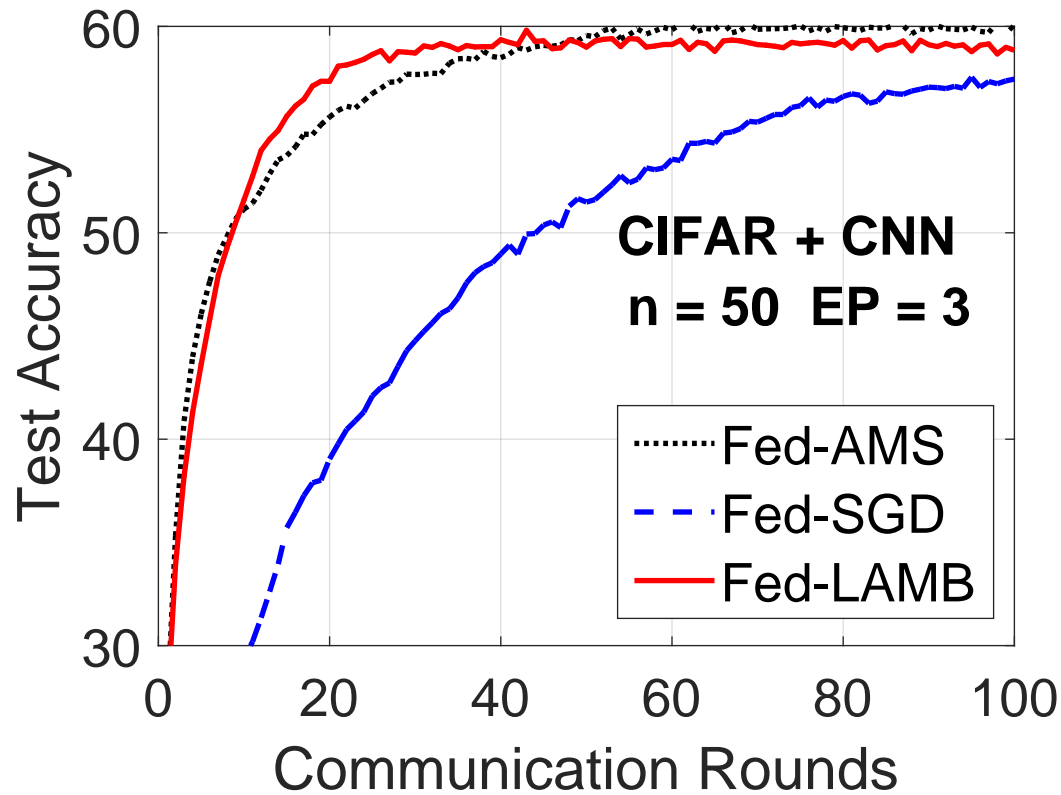 60
50
40
30
0
20
40
60
80
100
Test Accuracy
Communication Rounds
CIFAR + CNN
n = 50 EP = 3
Fed-AMS
Fed-SGD
Fed-LAMB